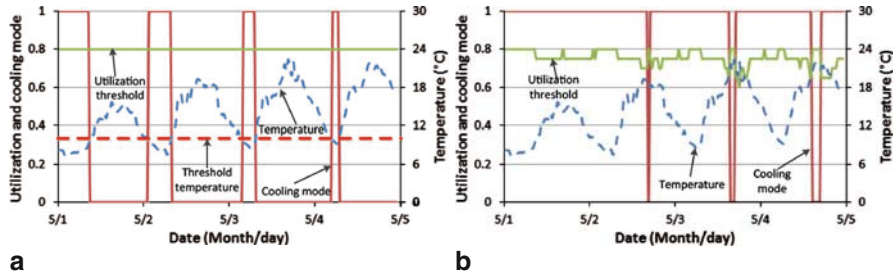 Utilization and cooling mode
1
0.8
0.6
0.4
0.2
0
Utilization
threshold
Temperature
Threshold
temperature
Cooling mode
30
24
18
12
6
0
Temperature (°C)
5/1
5/2
5/3
5/4
5/5
Date (Month/day)
a
Utilization and cooling mode
1
0.8
0.6
0.4
0.2
0
Utilization
threshold
Temperature
Cooling
mode
30
24
18
12
6
0
Temperature (°C)
5/1
5/2
5/3
5/4
5/5
Date (Month/day)
b